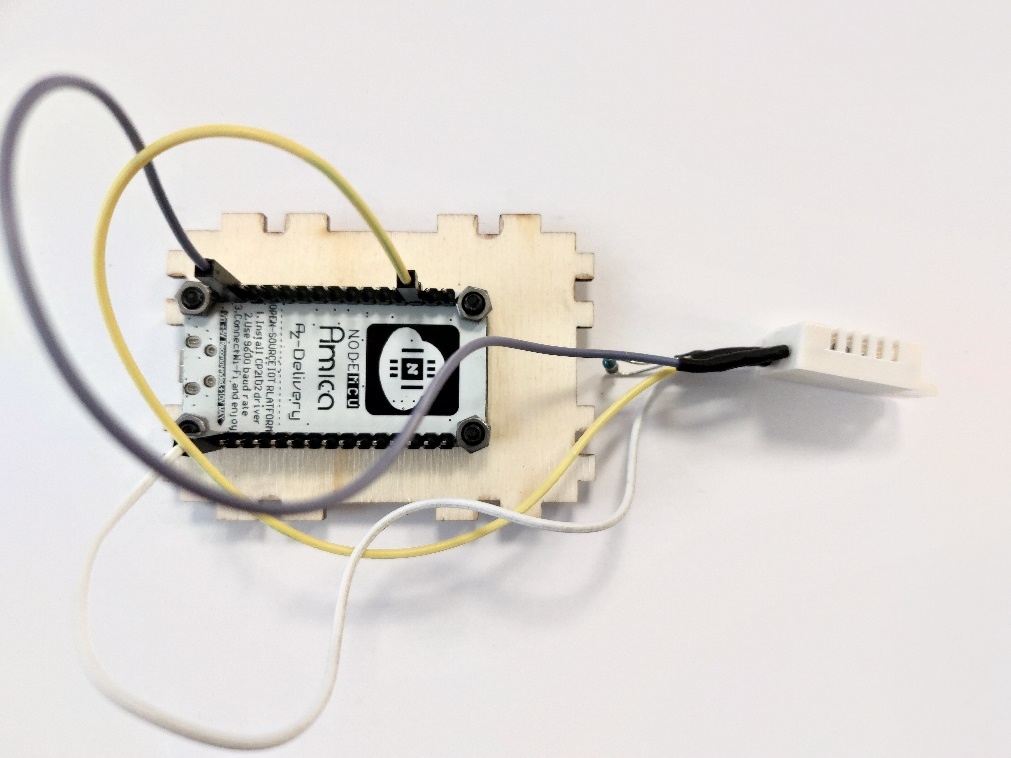 N
NODEMCU
Amica
Az-Delivery
OPEN-SOURCE IOT PLATFORM
1. Install CP2102 driver
2. Use 9600 baud rate
3. Connect Wi-Fi and enjoy